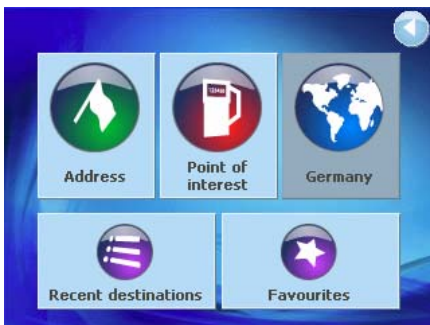 Address
Point of
interest
Germany
Recent destinations
Favourites